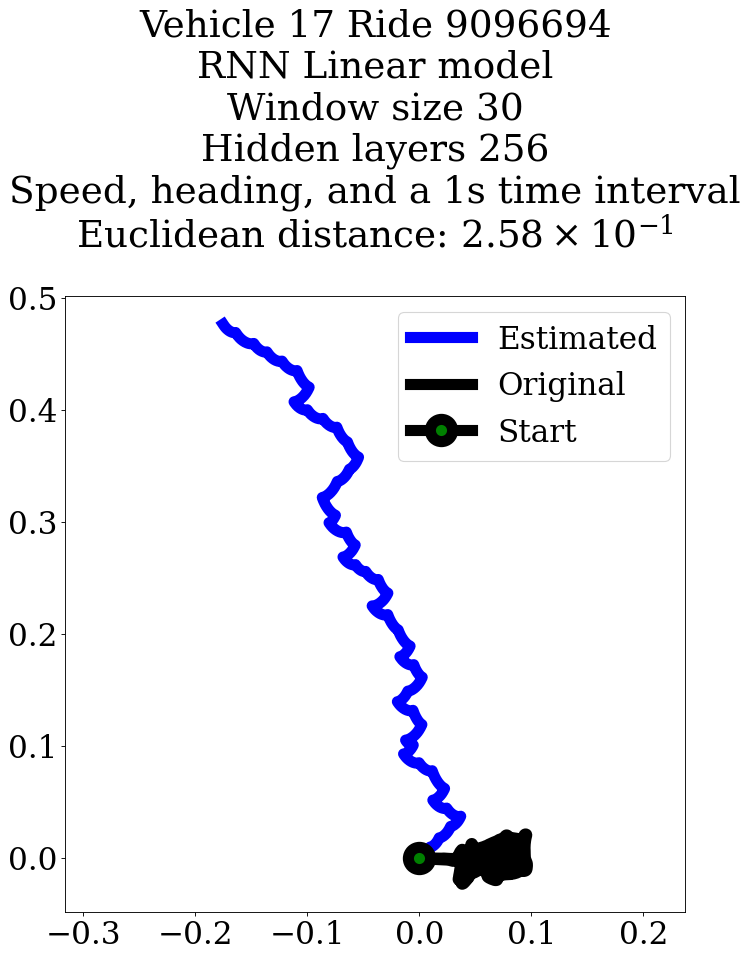 Vehicle 17 Ride 9096694
RNN Linear model
Window size 30
Hidden layers 256
Speed, heading, and a 1s time interval
Euclidean distance: 2.58 × 10⁻¹
0.5
0.4
0.3
0.2
0.1
0.0
Estimated
Original
Start
−0.3 −0.2 −0.1 0.0 0.1 0.2